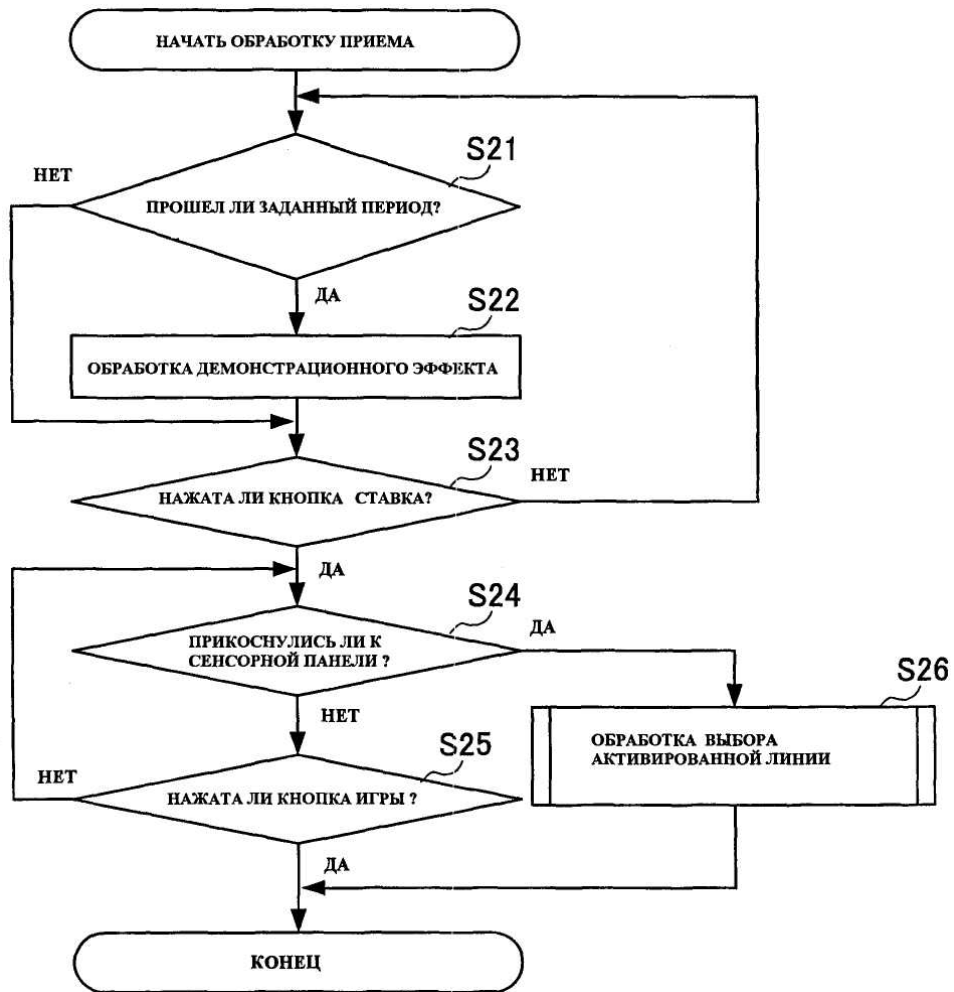 НАЧАТЬ ОБРАБОТКУ ПРИЕМА
S21
НЕТ
ПРОШЕЛ ЛИ ЗАДАННЫЙ ПЕРИОД?
ДА
S22
ОБРАБОТКА ДЕМОНСТРАЦИОННОГО ЭФФЕКТА
S23
НАЖАТА ЛИ КНОПКА СТАВКА?
НЕТ
ДА
S24
ПРИКОСНУЛИСЬ ЛИ К
СЕНСОРНОЙ ПАНЕЛИ ?
ДА
S26
НЕТ
ОБРАБОТКА ВЫБОРА
АКТИВИРОВАННОЙ ЛИНИИ
S25
НЕТ
НАЖАТА ЛИ КНОПКА ИГРЫ ?
ДА
КОНЕЦ